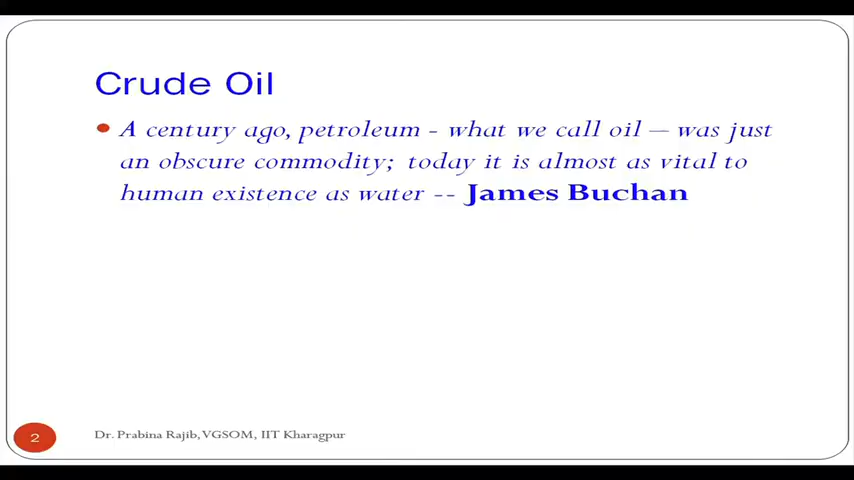 Crude Oil
A century ago, petroleum - what we call oil – was just
an obscure commodity; today it is almost as vital to
human existence as water -- James Buchan
2
Dr. Prabina Rajib, VGSOM, IIT Kharagpur